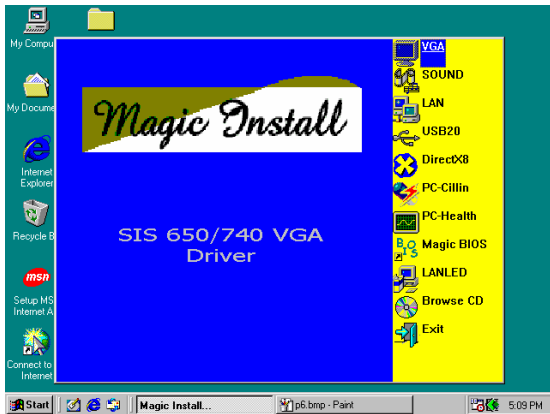 My Compu
My Docume
Internet
Explorer
Recycle B
msn
Setup MS
Internet A
Connect to
Internet
Magic Install
SIS 650/740 VGA
Driver
VGA
SOUND
LAN
USB20
DirectX8
PC-Cillin
PC-Health
Magic BIOS
LANLED
Browse CD
Exit
Start
Magic Install...
p6.bmp - Paint
5:09 PM